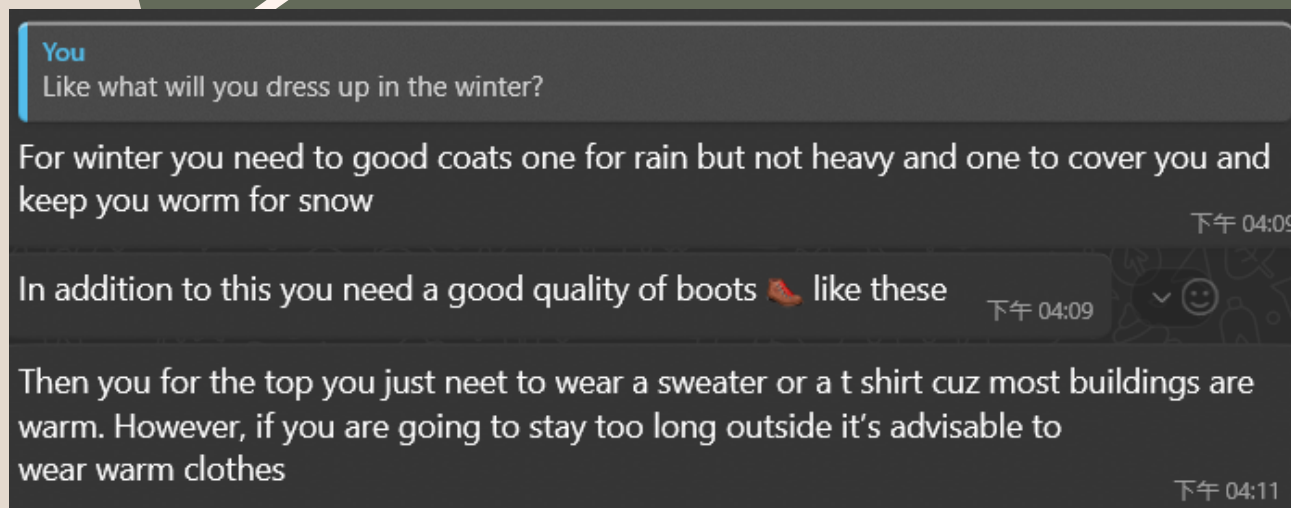 You
Like what will you dress up in the winter?
For winter you need to good coats one for rain but not heavy and one to cover you and
keep you worm for snow
下午 04:09
In addition to this you need a good quality of boots 🥾 like these
下午 04:09
Then you for the top you just neet to wear a sweater or a t shirt cuz most buildings are
warm. However, if you are going to stay too long outside it’s advisable to
wear warm clothes
下午 04:11